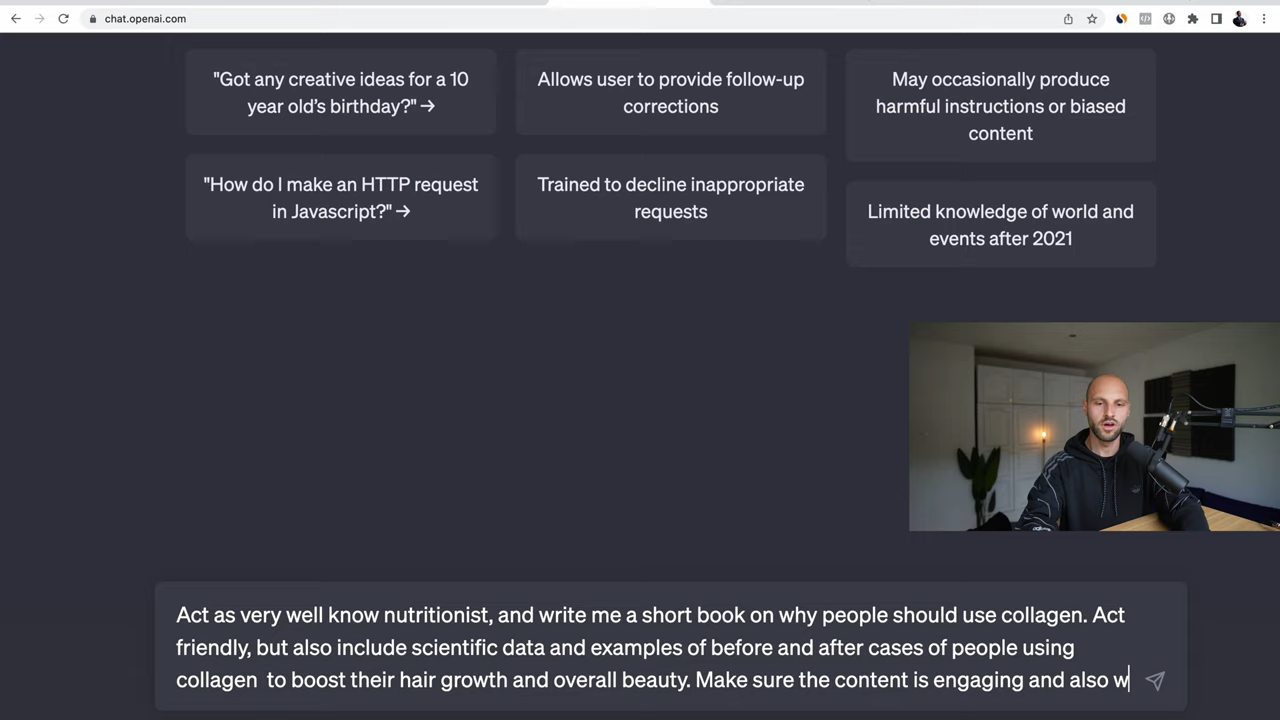 chat.openai.com
"Got any creative ideas for a 10
year old's birthday?" →
Allows user to provide follow-up
corrections
May occasionally produce
harmful instructions or biased
content
"How do I make an HTTP request
in Javascript?" →
Trained to decline inappropriate
requests
Limited knowledge of world and
events after 2021
Act as very well know nutritionist, and write me a short book on why people should use collagen. Act
friendly, but also include scientific data and examples of before and after cases of people using
collagen  to boost their hair growth and overall beauty. Make sure the content is engaging and also w